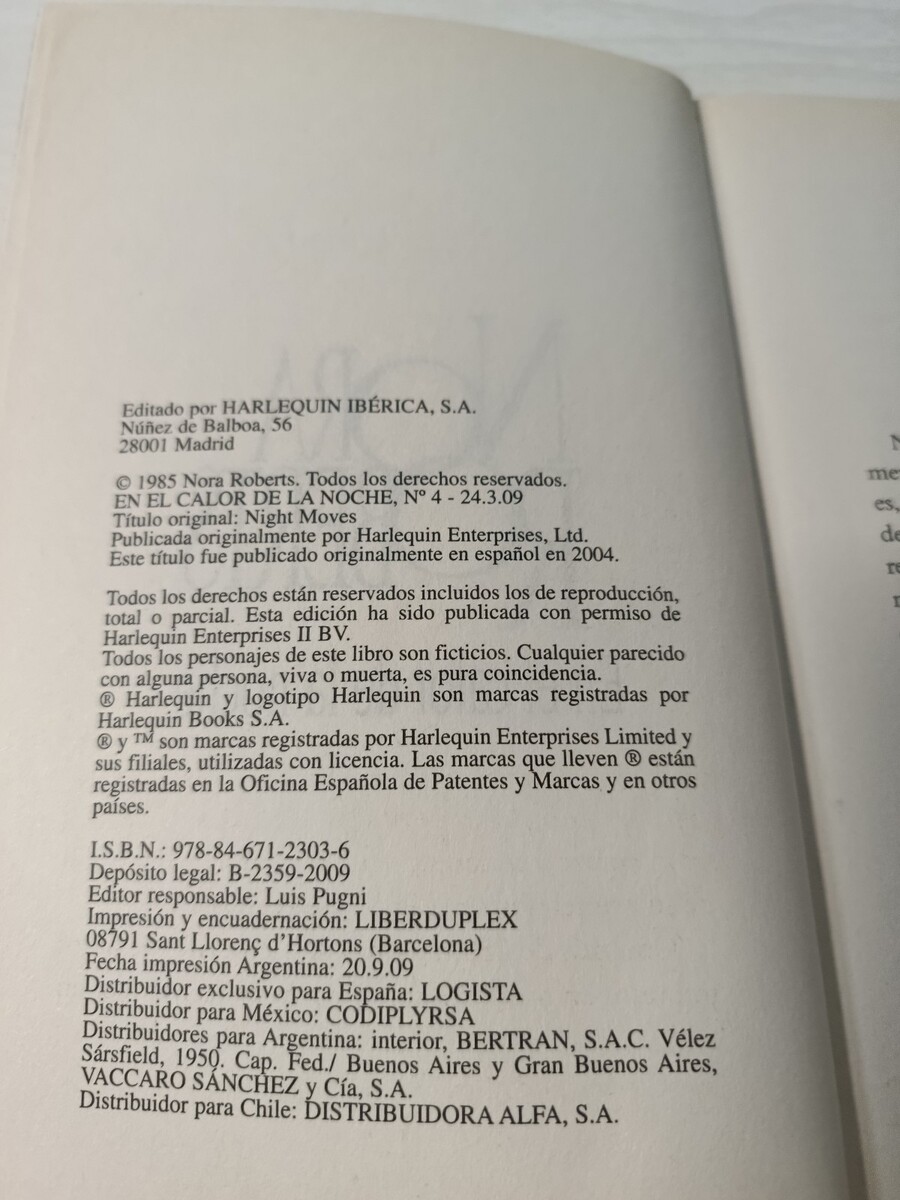 Editado por HARLEQUIN IBÉRICA, S.A.
Núñez de Balboa, 56
28001 Madrid
© 1985 Nora Roberts. Todos los derechos reservados.
EN EL CALOR DE LA NOCHE, Nº 4 - 24.3.09
Título original: Night Moves
Publicada originalmente por Harlequin Enterprises, Ltd.
Este título fue publicado originalmente en español en 2004.
Todos los derechos están reservados incluidos los de reproducción,
total o parcial. Esta edición ha sido publicada con permiso de
Harlequin Enterprises II BV.
Todos los personajes de este libro son ficticios. Cualquier parecido
con alguna persona, viva o muerta, es pura coincidencia.
® Harlequin y logotipo Harlequin son marcas registradas por
Harlequin Books S.A.
® y ™ son marcas registradas por Harlequin Enterprises Limited y
sus filiales, utilizadas con licencia. Las marcas que lleven ® están
registradas en la Oficina Española de Patentes y Marcas y en otros
países.
I.S.B.N.: 978-84-671-2303-6
Depósito legal: B-2359-2009
Editor responsable: Luis Pugni
Impresión y encuadernación: LIBERDUPLEX
08791 Sant Llorenç d'Hortons (Barcelona)
Fecha impresión Argentina: 20.9.09
Distribuidor exclusivo para España: LOGISTA
Distribuidor para México: CODIPLYRSA
Distribuidores para Argentina: interior, BERTRAN, S.A.C. Vélez
Sársfield, 1950. Cap. Fed./ Buenos Aires y Gran Buenos Aires,
VACCARO SÁNCHEZ y Cía, S.A.
Distribuidor para Chile: DISTRIBUIDORA ALFA, S.A.